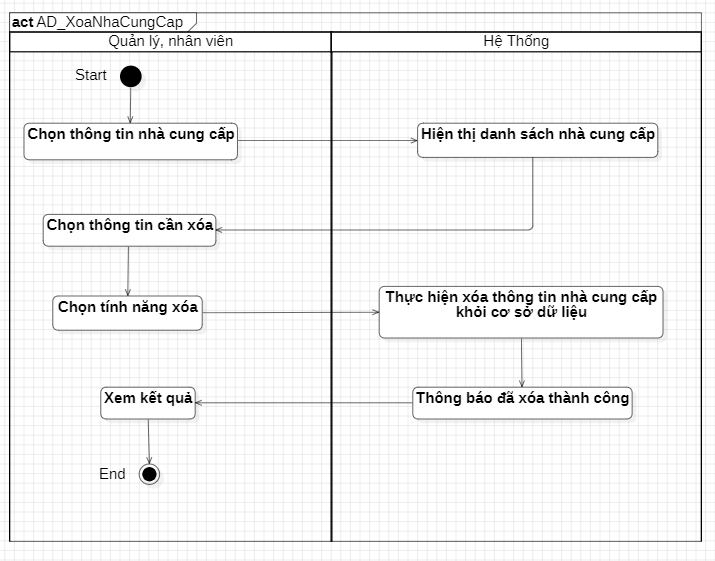 act AD_XoaNhaCungCap
Quản lý, nhân viên
Hệ Thống
Start
Chọn thông tin nhà cung cấp
Hiện thị danh sách nhà cung cấp
Chọn thông tin cần xóa
Chọn tính năng xóa
Thực hiện xóa thông tin nhà cung cấp
khỏi cơ sở dữ liệu
Xem kết quả
Thông báo đã xóa thành công
End